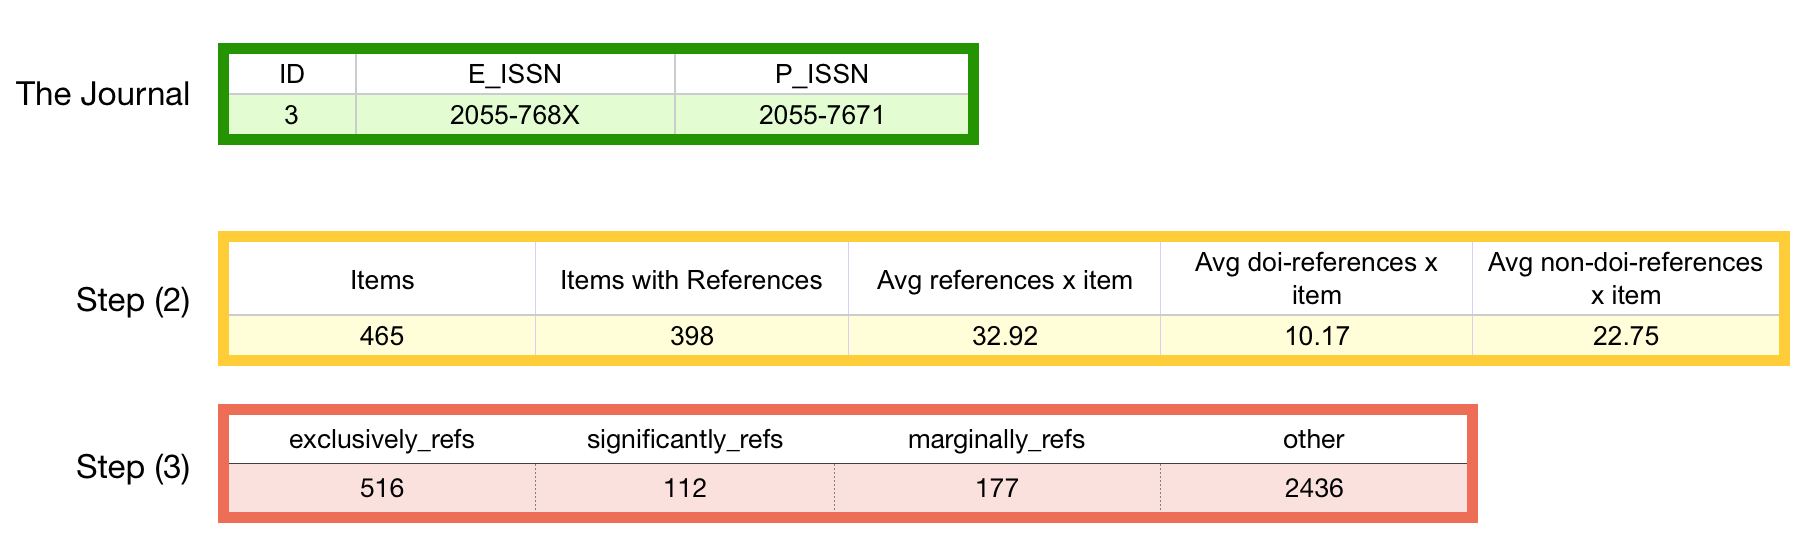 The Journal
ID E_ISSN P_ISSN
3 2055-768X 2055-7671
Step (2)
Items Items with References Avg references x item Avg doi-references x item Avg non-doi-references x item
465 398 32.92 10.17 22.75
Step (3)
exclusively_refs significantly_refs marginally_refs other
516 112 177 2436